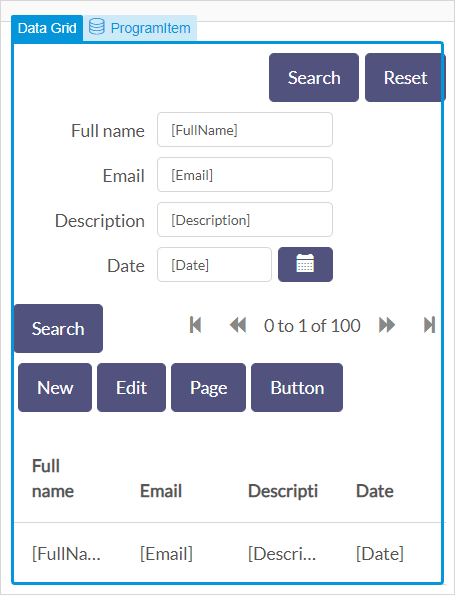 Data Grid ProgramItem
Search Reset
Full name [FullName]
Email [Email]
Description [Description]
Date [Date]
Search 0 to 1 of 100
New Edit Page Button
Full
name Email Descripti Date
[FullNa... [Email] [Descri... [Date]